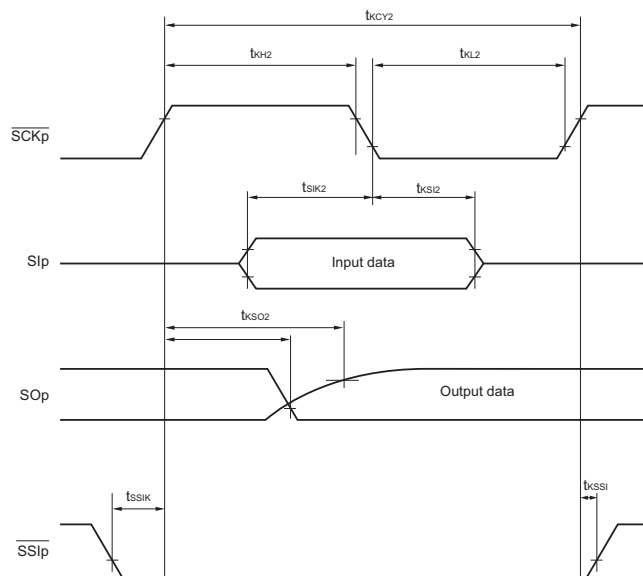 tKCY2
tKH2
tKL2
SCKp
tSIK2
tKSI2
SIp
Input data
tKSO2
SOp
Output data
tSSIK
tKSSI
SSIp